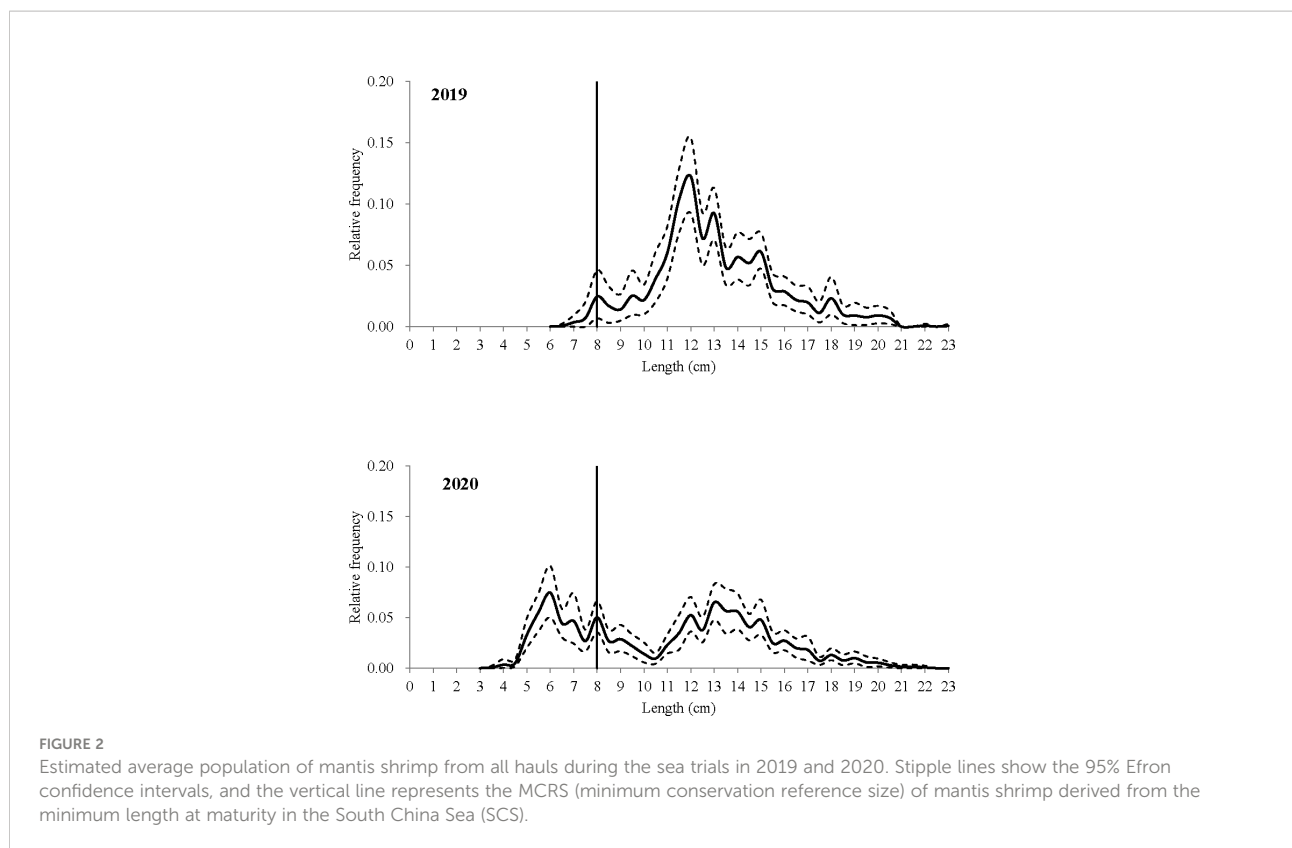 0.20
2019
0.15
0.10
0.05
0.00
Relative frequency
0 1 2 3 4 5 6 7 8 9 10 11 12 13 14 15 16 17 18 19 20 21 22 23
Length (cm)
0.20
2020
0.15
0.10
0.05
0.00
Relative frequency
0 1 2 3 4 5 6 7 8 9 10 11 12 13 14 15 16 17 18 19 20 21 22 23
Length (cm)
FIGURE 2
Estimated average population of mantis shrimp from all hauls during the sea trials in 2019 and 2020. Stipple lines show the 95% Efron
confidence intervals, and the vertical line represents the MCRS (minimum conservation reference size) of mantis shrimp derived from the
minimum length at maturity in the South China Sea (SCS).